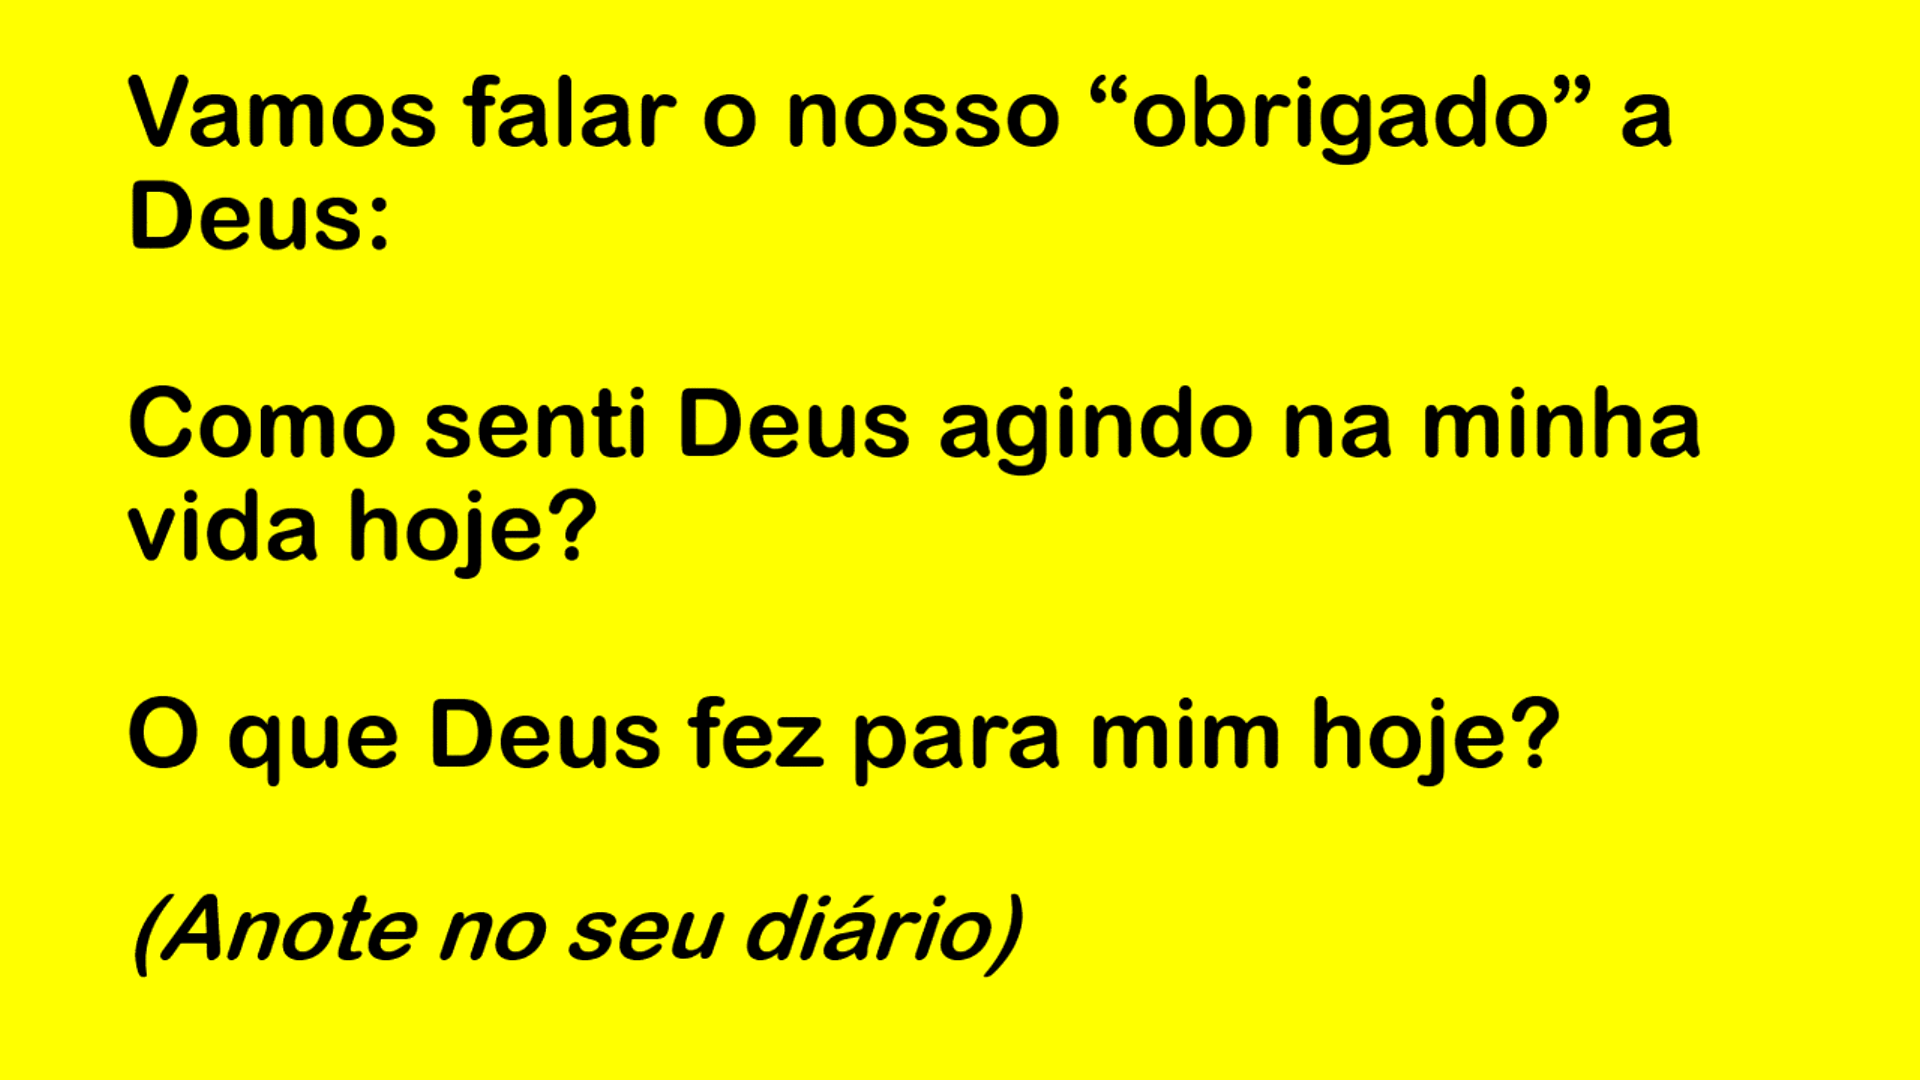 Vamos falar o nosso “obrigado” a
Deus:
Como senti Deus agindo na minha
vida hoje?
O que Deus fez para mim hoje?
(Anote no seu diário)